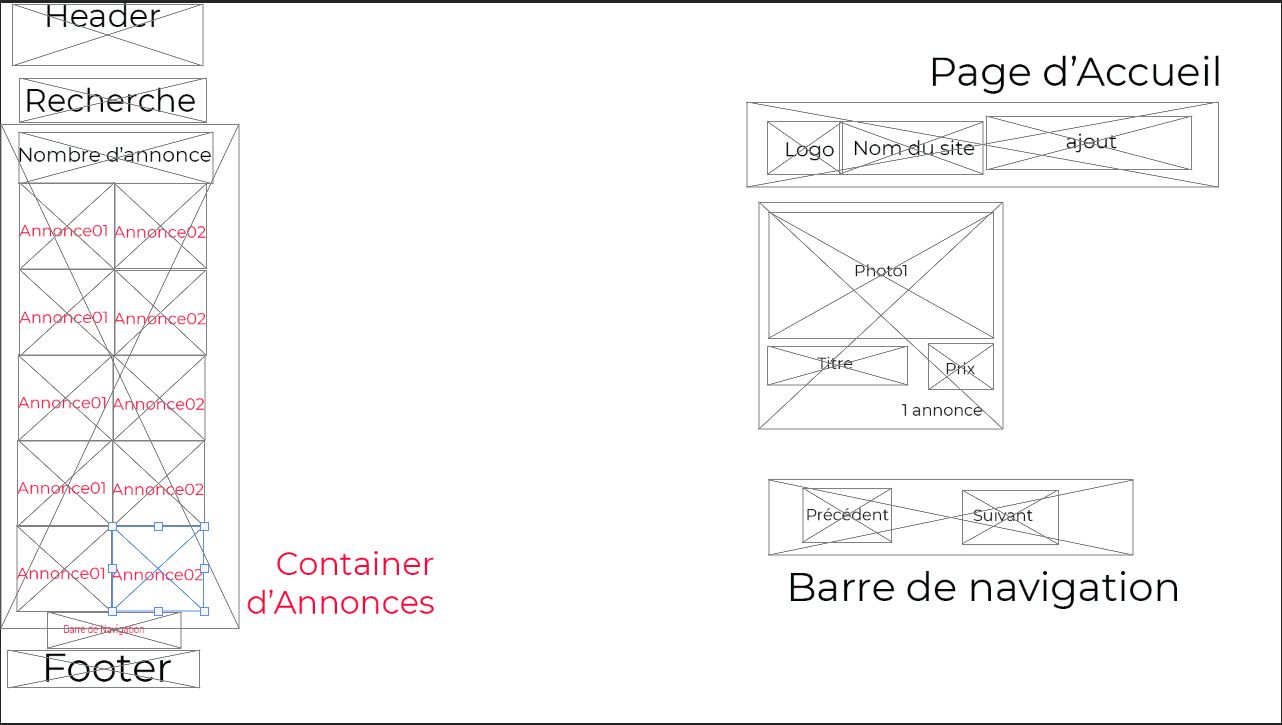 Header
Recherche
Nombre d’annonce
Annonce01 Annonce02
Annonce01 Annonce02
Annonce01 Annonce02
Annonce01 Annonce02
Annonce01 Annonce02
Barre de Navigation
Footer
Container
d’Annonces
Page d’Accueil
Logo Nom du site ajout
Photo1
Titre Prix
1 annonce
Précédent Suivant
Barre de navigation